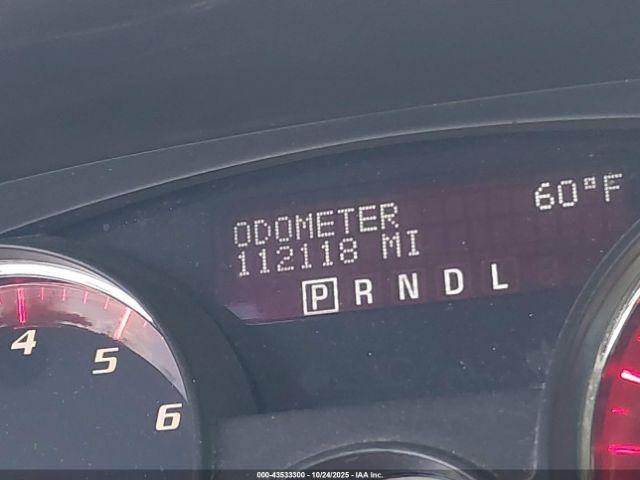 60°F
ODOMETER
112118 MI
P R N D L
4
5
6
000-43533300 - 10/24/2025 - IAA Inc.